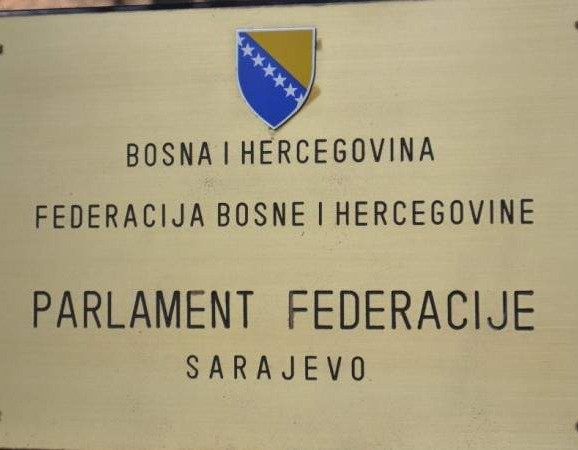 BOSNA I HERCEGOVINA
FEDERACIJA BOSNE I HERCEGOVINE
PARLAMENT FEDERACIJE
SARAJEVO